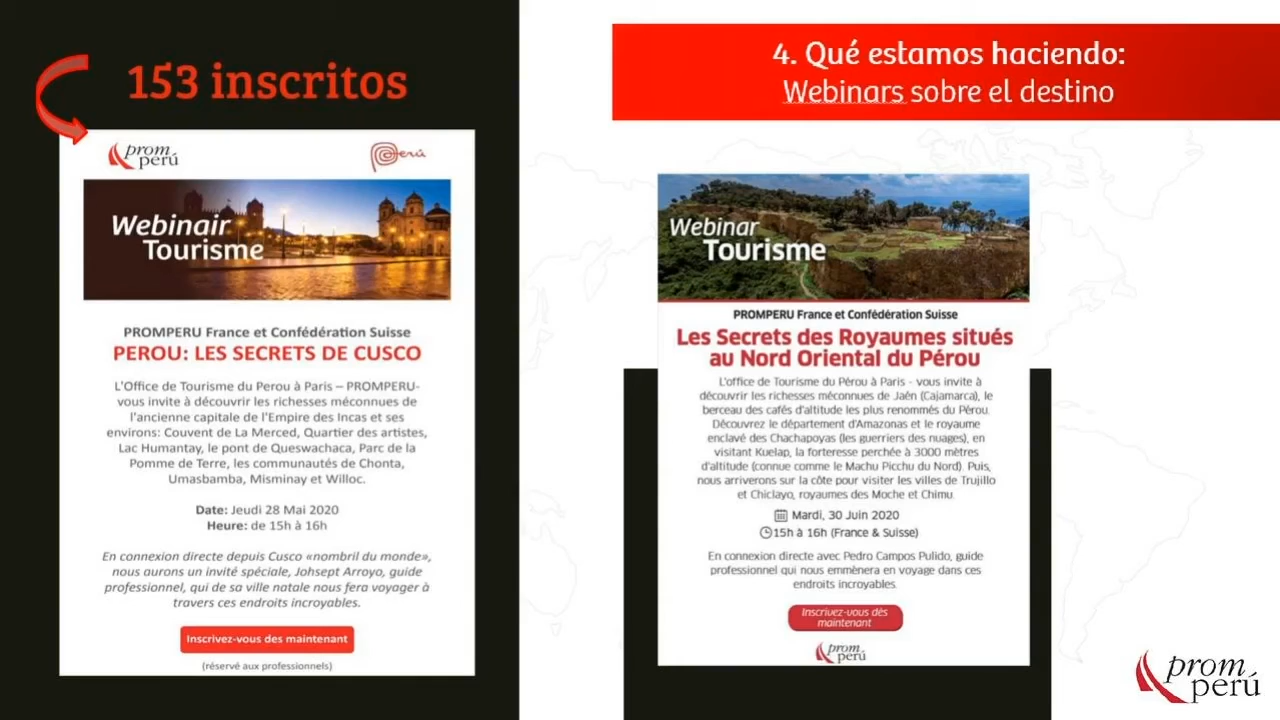 153 inscritos
prom
perú
Perú
Webinair
Tourisme
PROMPERU France et Confédération Suisse
PEROU: LES SECRETS DE CUSCO
L'Office de Tourisme du Perou à Paris – PROMPERU-
vous invite à découvrir les richesses méconnues de
l'ancienne capitale de l'Empire des Incas et ses
environs: Couvent de La Merced, Quartier des artistes,
Lac Humantay, le pont de Queswachaca, Parc de la
Pomme de Terre, les communautés de Chonta,
Umasbamba, Misminay et Willoc.
Date: Jeudi 28 Mai 2020
Heure: de 15h à 16h
En connexion directe depuis Cusco «nombril du monde»,
nous aurons un invité spéciale, Johsept Arroyo, guide
professionnel, qui de sa ville natale nous fera voyager à
travers ces endroits incroyables.
Inscrivez-vous des maintenant
(réservé aux professionnels)
4. Qué estamos haciendo:
Webinars sobre el destino
Webinar
Tourisme
PROMPERU France et Confédération Suisse
Les Secrets des Royaumes situés
au Nord Oriental du Pérou
L'office de Tourisme du Pérou à Paris - vous invite à
découvrir les richesses méconnues de Jaén (Cajamarca), le
berceau des cafés d'altitude les plus renommés du Pérou.
Découvrez le département d'Amazonas et le royaume
enclavé des Chachapoyas (les guerriers des nuages), en
visitant Kuelap, la forteresse perchée à 3000 mètres
d'altitude (connue comme le Machu Picchu du Nord). Puis,
nous arriverons sur la côte pour visiter les villes de Trujillo
et Chiclayo, royaumes des Moche et Chimu.
Mardi, 30 Juin 2020
15h à 16h (France & Suisse)
En connexion directe avec Pedro Campos Pulido, guide
professionnel qui nous emmènera en voyage dans ces
endroits incroyables.
Inscrivez-vous dès
maintenant
prom
perú
prom
perú